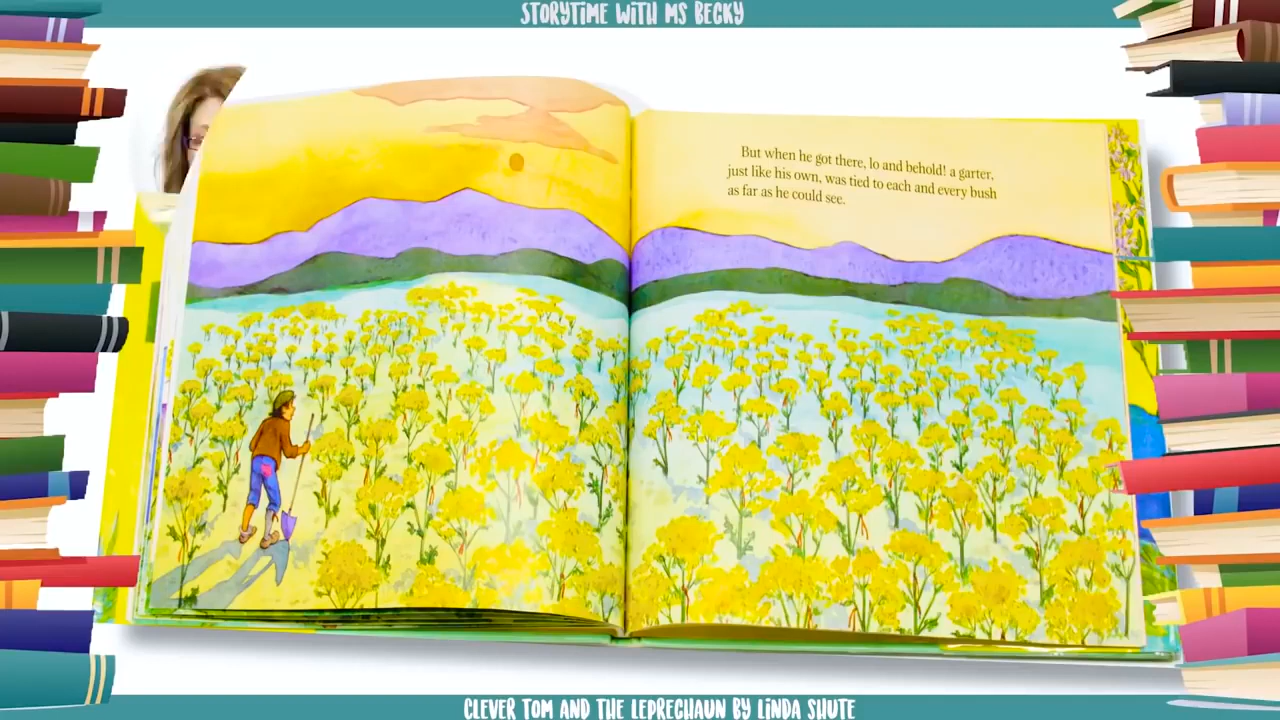 STORYTIME WITH MS BECKY
But when he got there, lo and behold! a garter,
just like his own, was tied to each and every bush
as far as he could see.
CLEVER TOM AND THE LEPRECHAUN BY LINDA SHUTE